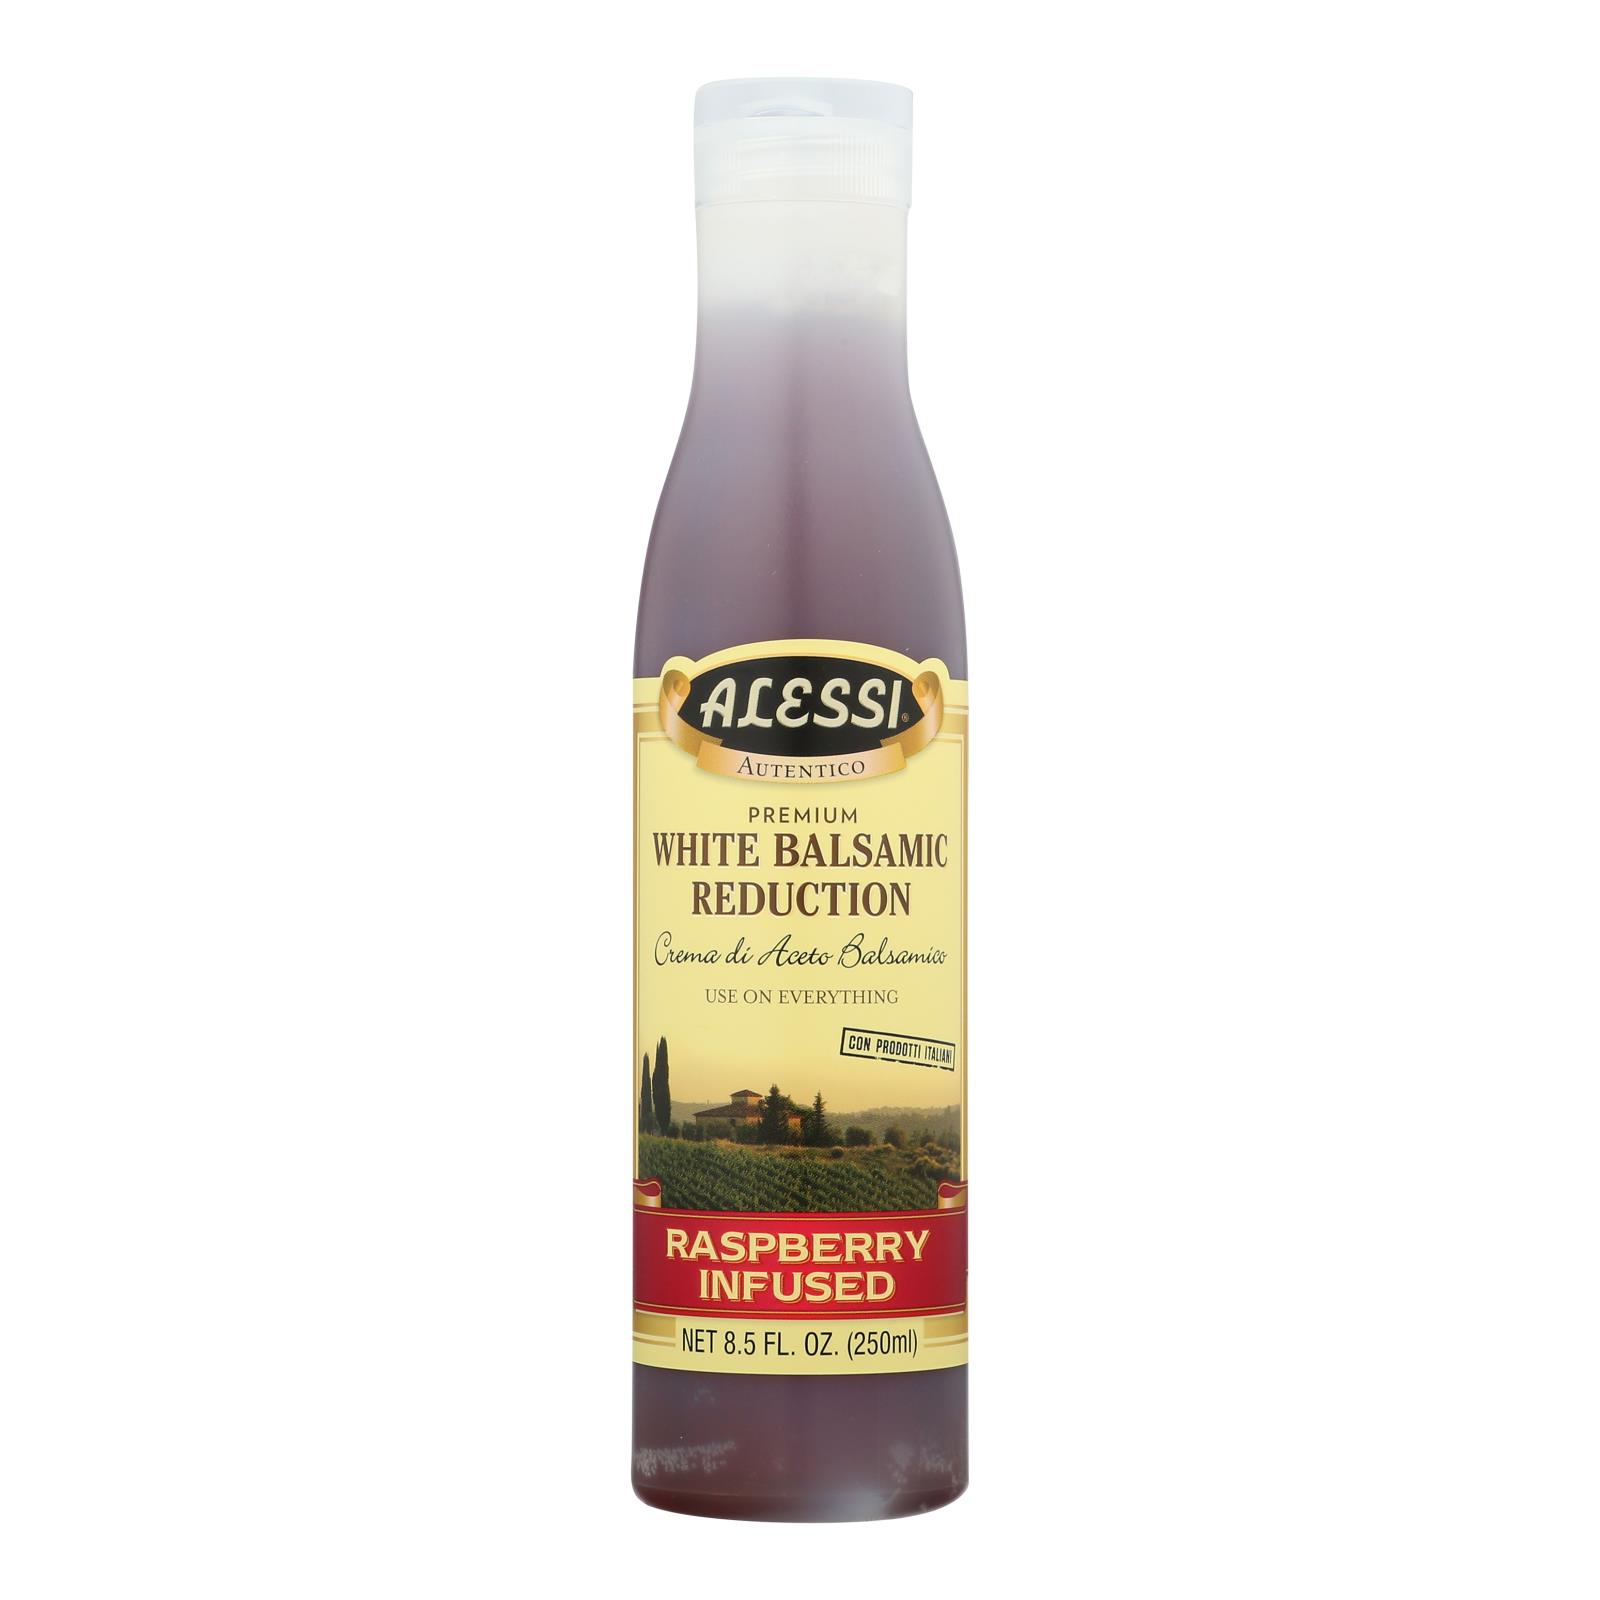 ALESSI®
AUTENTICO
PREMIUM
WHITE BALSAMIC
REDUCTION
Crema di Aceto Balsamico
USE ON EVERYTHING
CON PRODOTTI ITALIANI
RASPBERRY
INFUSED
NET 8.5 FL. OZ. (250ml)